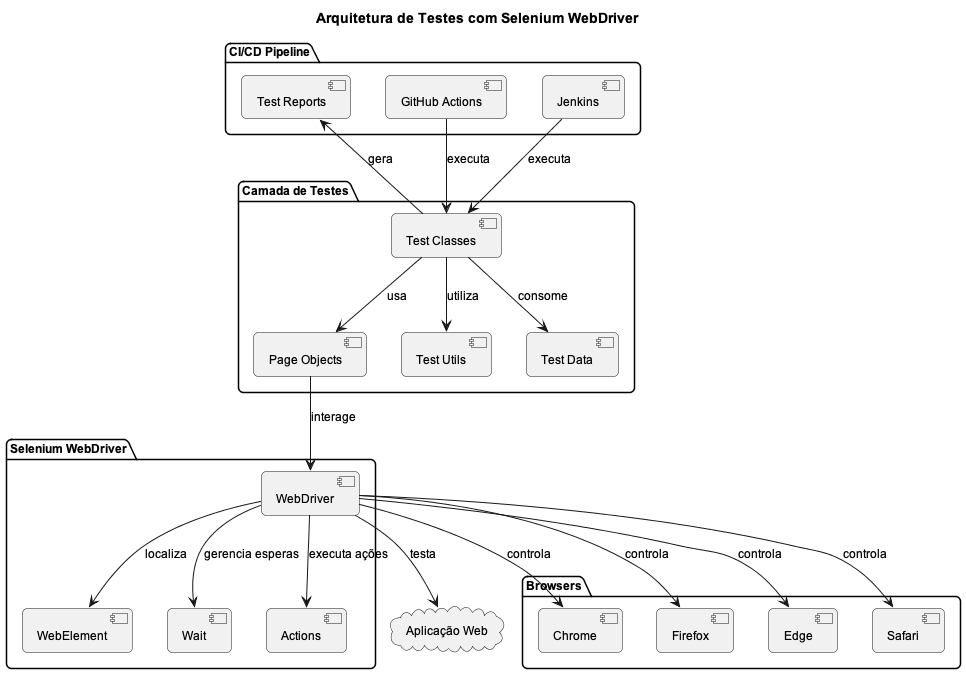 Arquitetura de Testes com Selenium WebDriver
CI/CD Pipeline
Test Reports
GitHub Actions
Jenkins
gera
executa
executa
Camada de Testes
Test Classes
usa
utiliza
consome
Page Objects
Test Utils
Test Data
interage
Selenium WebDriver
WebDriver
localiza
gerencia esperas
executa ações
testa
controla
controla
controla
controla
Browsers
WebElement
Wait
Actions
Aplicação Web
Chrome
Firefox
Edge
Safari